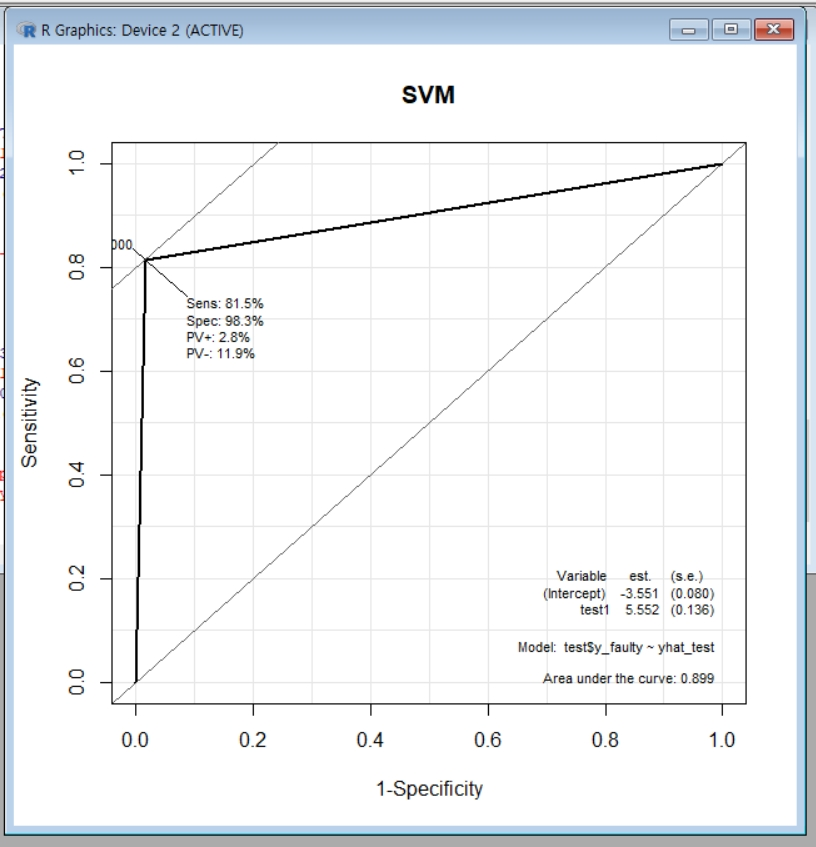 R Graphics: Device 2 (ACTIVE)
SVM
1.0
0.8
0.6
0.4
0.2
0.0
Sensitivity
000
Sens: 81.5%
Spec: 98.3%
PV+: 2.8%
PV-: 11.9%
Variable est. (s.e.)
(Intercept) -3.551 (0.080)
test1 5.552 (0.136)
Model: test$y_faulty ~ yhat_test
Area under the curve: 0.899
0.0 0.2 0.4 0.6 0.8 1.0
1-Specificity